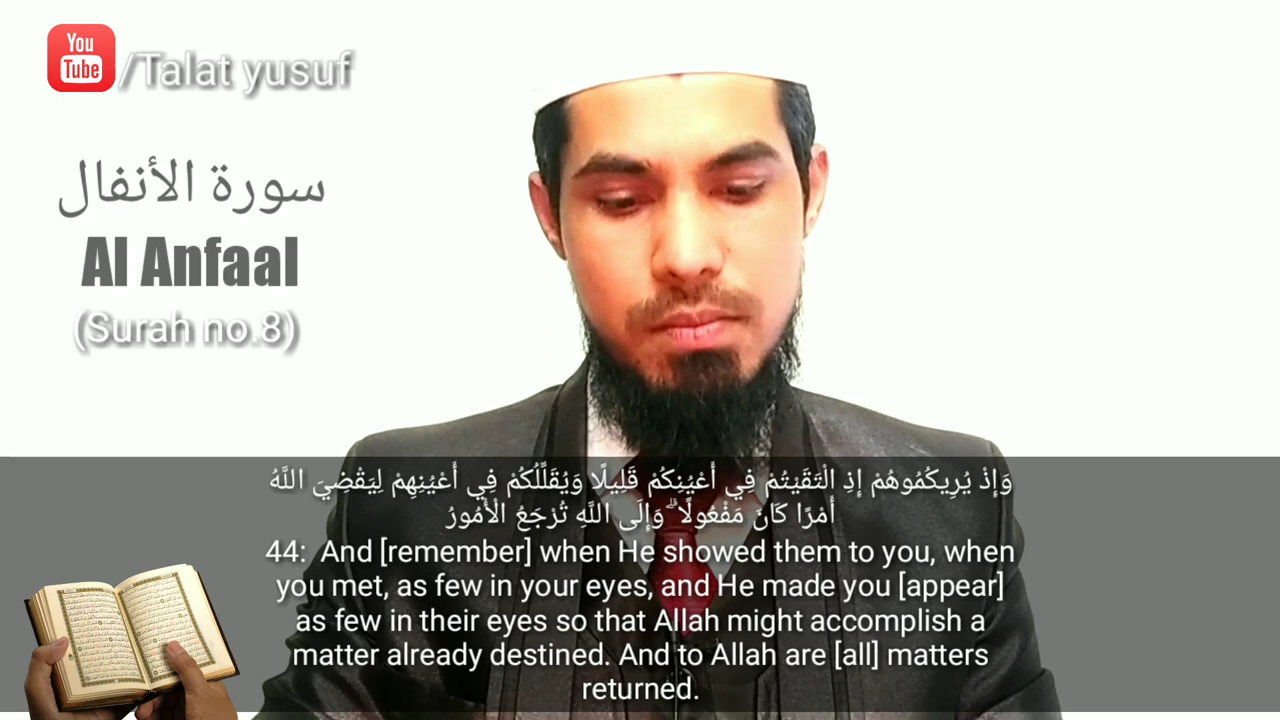 You
Tube
/Talat yusuf
سورة الأنفال
Al Anfaal
(Surah no.8)
وَإِذْ يُرِيكُمُوهُمْ إِذِ الْتَقَيْتُمْ فِي أَعْيُنِكُمْ قَلِيلًا وَيُقَلِّلُكُمْ فِي أَعْيُنِهِمْ لِيَقْضِيَ اللَّهُ
أَمْرًا كَانَ مَفْعُولًا ۗ وَإِلَى اللَّهِ تُرْجَعُ الْأُمُورُ
44:  And [remember] when He showed them to you, when
you met, as few in your eyes, and He made you [appear]
as few in their eyes so that Allah might accomplish a
matter already destined. And to Allah are [all] matters
returned.